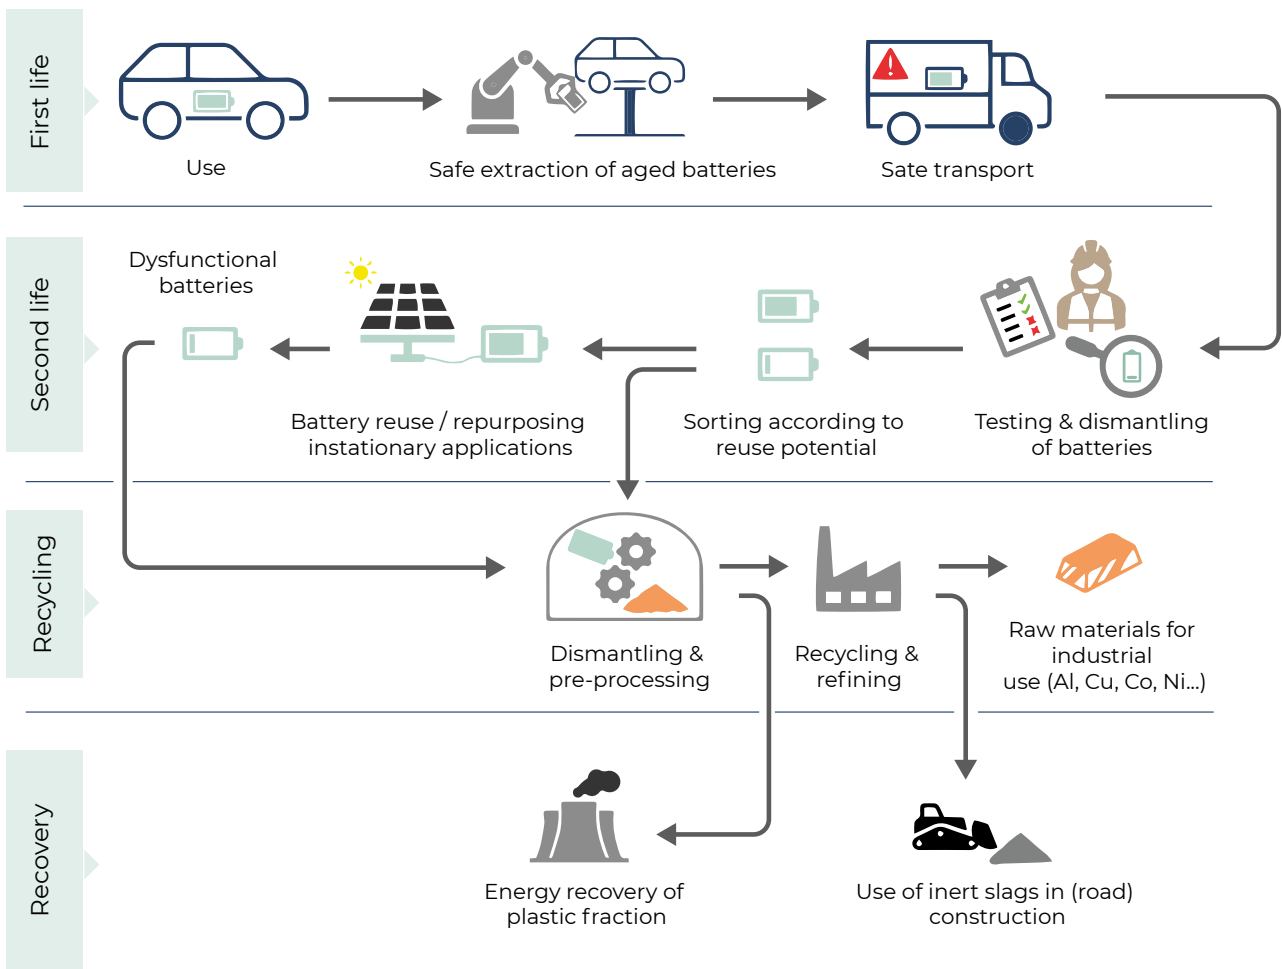 First life
Use
Safe extraction of aged batteries
Sate transport
Second life
Dysfunctional
batteries
Battery reuse / repurposing
instationary applications
Sorting according to
reuse potential
Testing & dismantling
of batteries
Recycling
Dismantling &
pre-processing
Recycling &
refining
Raw materials for
industrial
use (Al, Cu, Co, Ni...)
Recovery
Energy recovery of
plastic fraction
Use of inert slags in (road)
construction